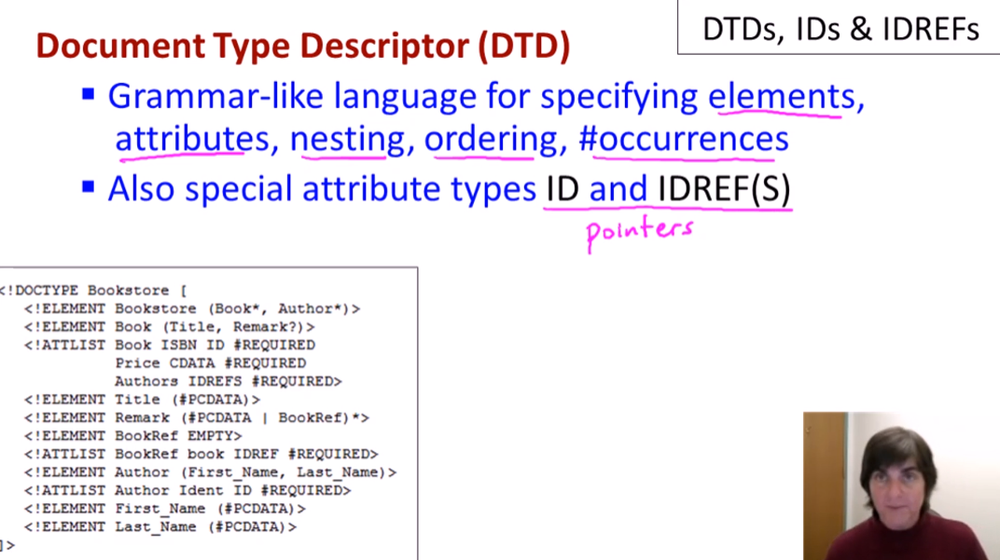 DTDs, IDs & IDREFs
Document Type Descriptor (DTD)
Grammar-like language for specifying elements,
attributes, nesting, ordering, #occurrences
Also special attribute types ID and IDREF(S)
pointers
<!DOCTYPE Bookstore [
<!ELEMENT Bookstore (Book*, Author*)>
<!ELEMENT Book (Title, Remark?)>
<!ATTLIST Book ISBN ID #REQUIRED
Price CDATA #REQUIRED
Authors IDREFS #REQUIRED>
<!ELEMENT Title (#PCDATA)>
<!ELEMENT Remark (#PCDATA | BookRef)*>
<!ELEMENT BookRef EMPTY>
<!ATTLIST BookRef book IDREF #REQUIRED>
<!ELEMENT Author (First_Name, Last_Name)>
<!ATTLIST Author Ident ID #REQUIRED>
<!ELEMENT First_Name (#PCDATA)>
<!ELEMENT Last_Name (#PCDATA)>
]>